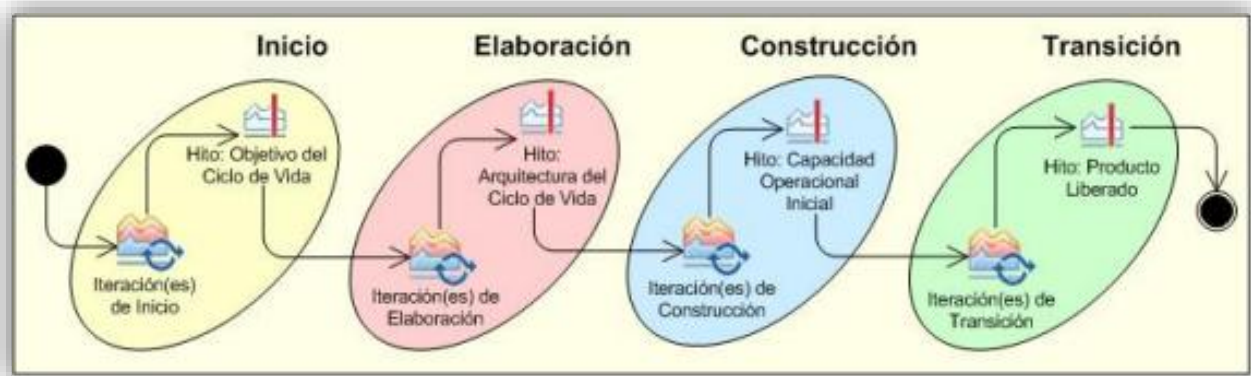 Inicio
Elaboración
Construcción
Transición
Hito: Objetivo del
Ciclo de Vida
Iteración(es)
de Inicio
Hito:
Arquitectura del
Ciclo de Vida
Iteración(es) de
Elaboración
Hito: Capacidad
Operacional
Inicial
Iteración(es) de
Construcción
Hito: Producto
Liberado
Iteración(es) de
Transición